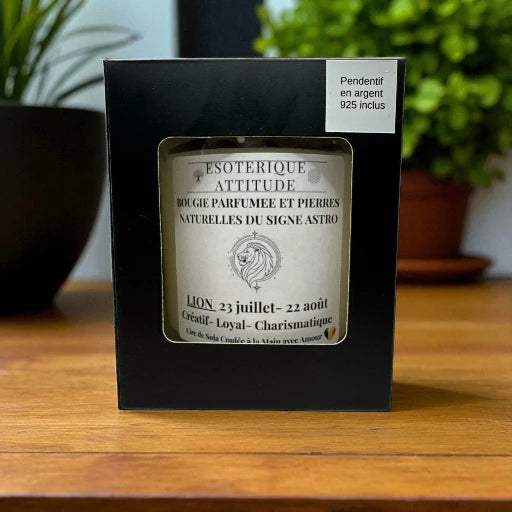 Pendentif
en argent
925 inclus
ESOTERIQUE
ATTITUDE
BOUGIE PARFUMEE ET PIERRES
NATURELLES DU SIGNE ASTRO
LION 23 juillet- 22 août
Créatif- Loyal- Charismatique
Cire de Soja Coulée à la Main avec Amour